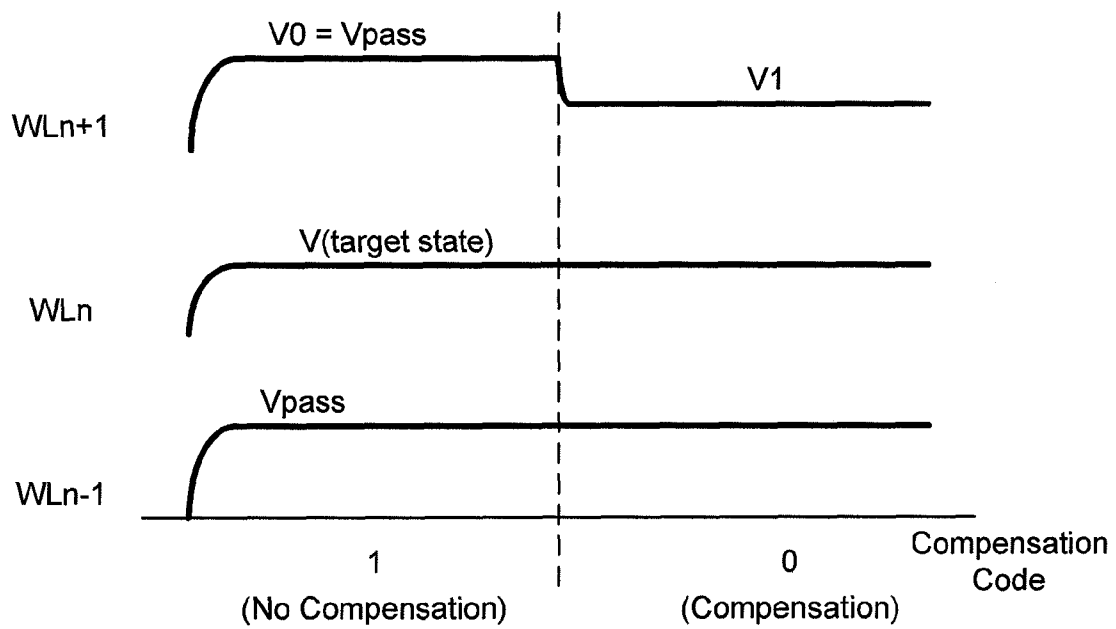 V0 = Vpass
V1
WLn+1
V(target state)
WLn
Vpass
WLn-1
1
0
Compensation
Code
(No Compensation)
(Compensation)